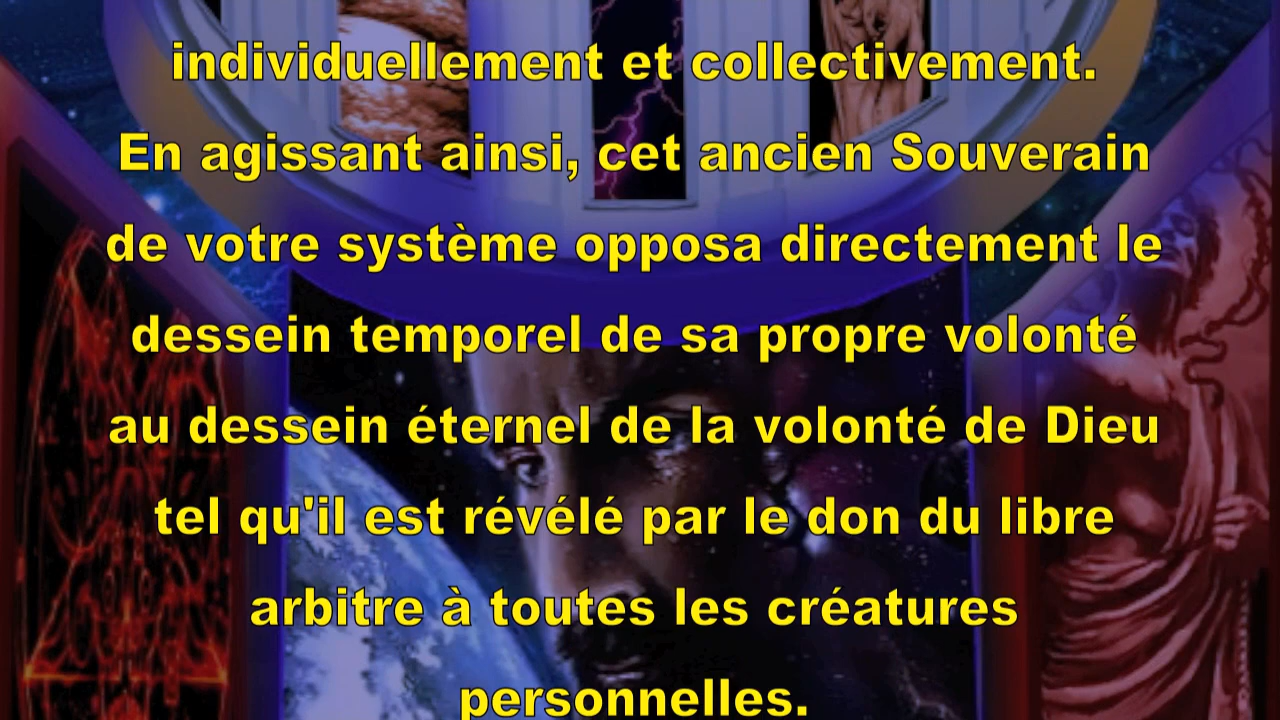 individuellement et collectivement.
En agissant ainsi, cet ancien Souverain
de votre système opposa directement le
dessein temporel de sa propre volonté
au dessein éternel de la volonté de Dieu
tel qu'il est révélé par le don du libre
arbitre à toutes les créatures
personnelles.